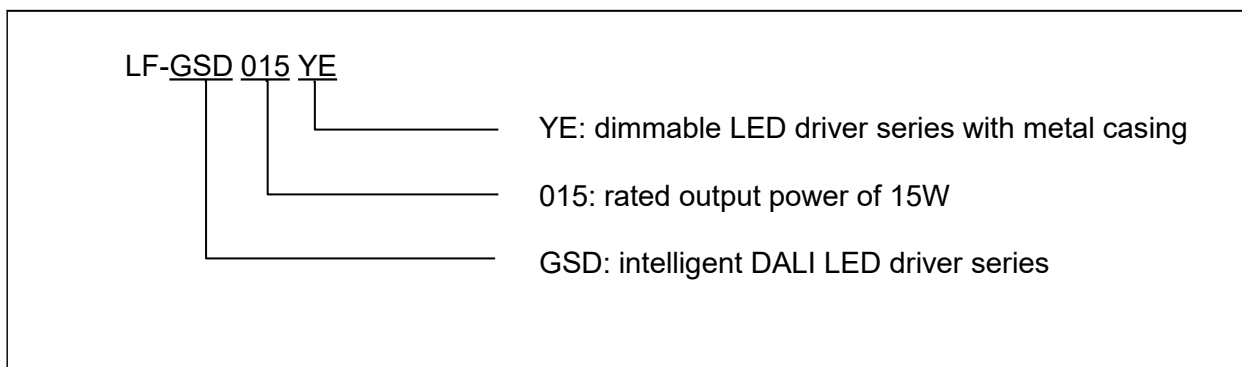 LF-GSD 015 YE
YE: dimmable LED driver series with metal casing
015: rated output power of 15W
GSD: intelligent DALI LED driver series